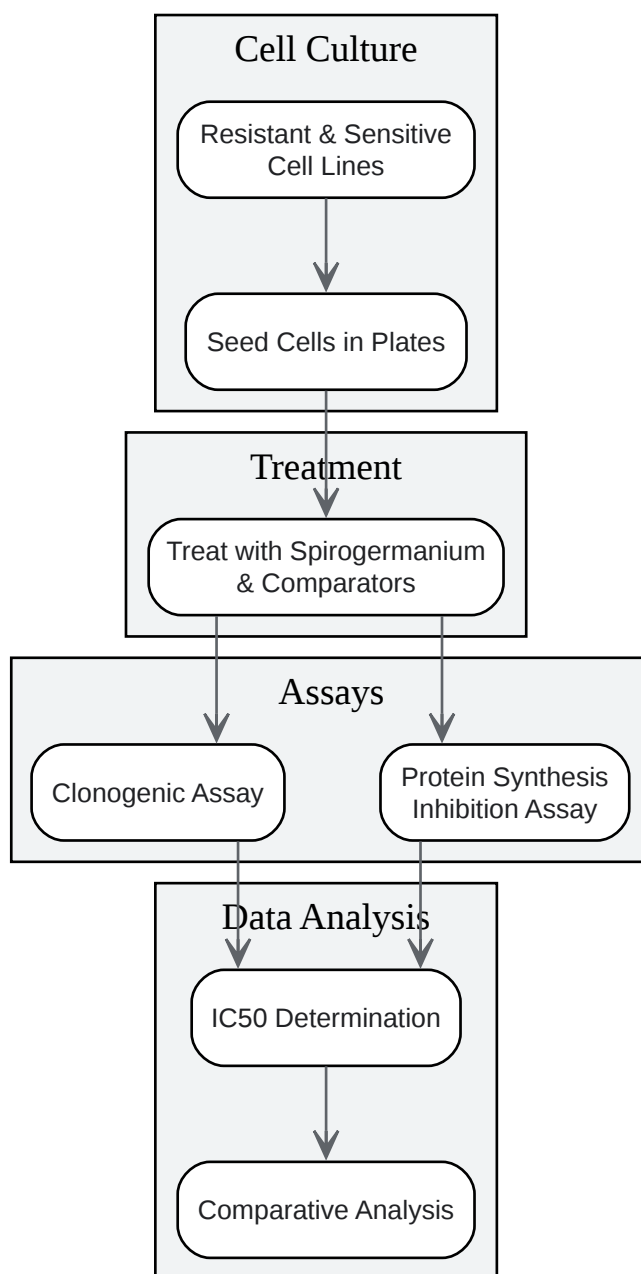 Cell Culture
Resistant & Sensitive
Cell Lines
Seed Cells in Plates
Treatment
Treat with Spirogermanium
& Comparators
Assays
Clonogenic Assay
Protein Synthesis
Inhibition Assay
Data Analysis
IC50 Determination
Comparative Analysis